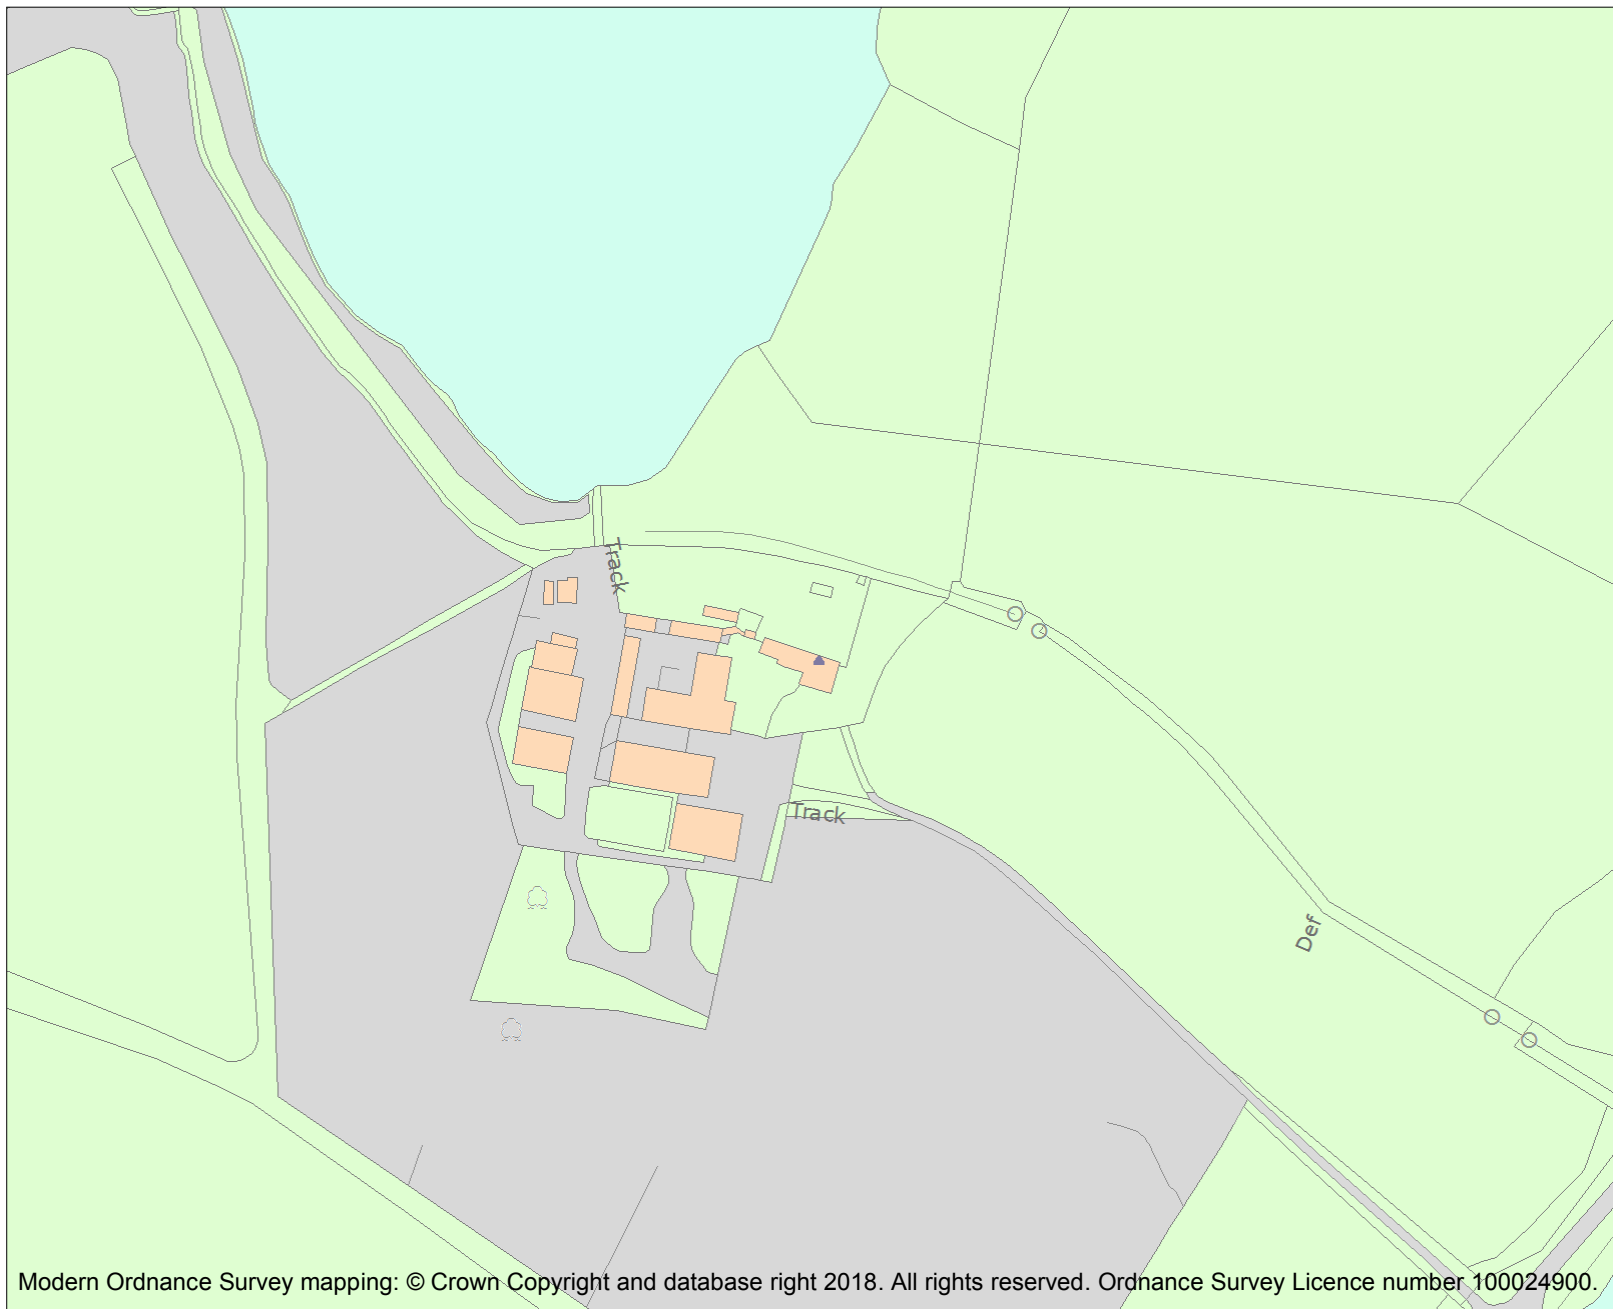 Track
Track
Def
Modern Ordnance Survey mapping: © Crown Copyright and database right 2018. All rights reserved. Ordnance Survey Licence number 100024900.